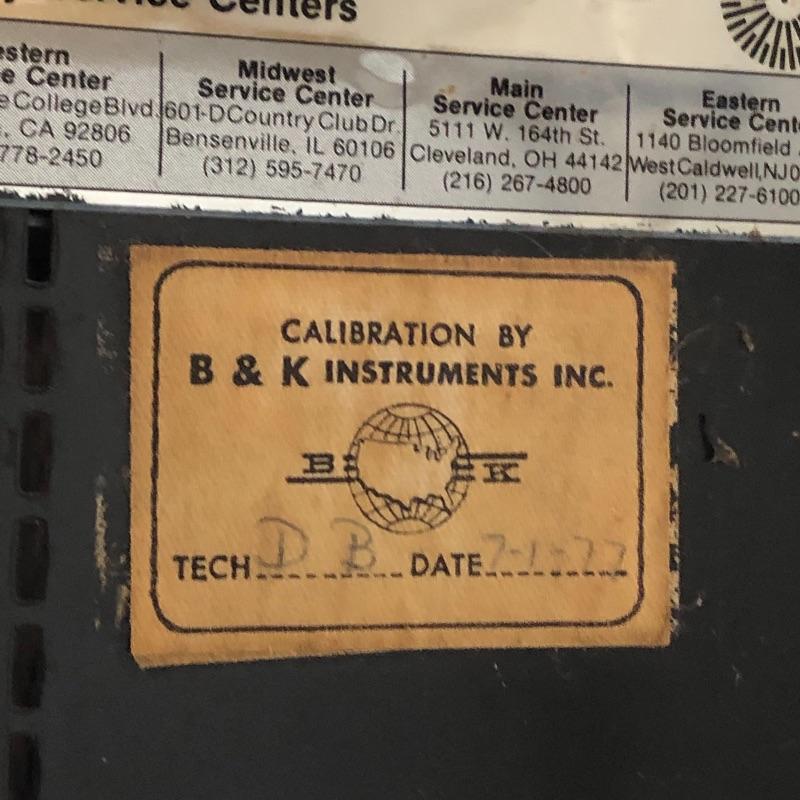 Service Centers
Service Center
College Blvd.
CA 92806
778-2450
Midwest
Service Center
601-D Country Club Dr.
Bensenville, IL 60106
(312) 595-7470
Main
Service Center
5111 W. 164th St.
Cleveland, OH 44142
(216) 267-4800
Eastern
Service
1140 Bloomfield
West Caldwell, NJ
(201) 227-6100
CALIBRATION BY
B & K INSTRUMENTS INC.
B K
TECH D B DATE 7-1-77